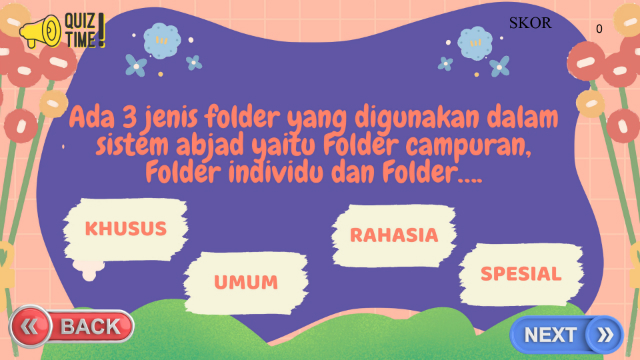 QUIZ
TIME!
SKOR
0
Ada 3 jenis folder yang digunakan dalam
sistem abjad yaitu Folder campuran,
Folder individu dan Folder....
KHUSUS
RAHASIA
UMUM
SPESIAL
BACK
NEXT